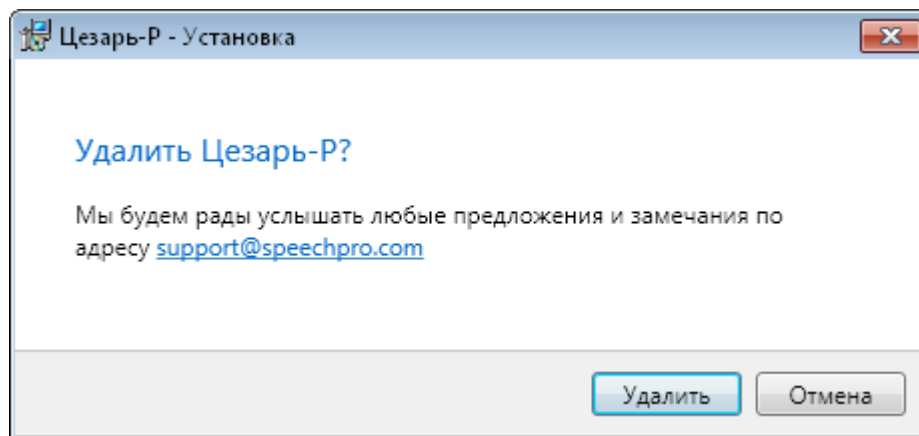 Цезарь-Р - Установка
Удалить Цезарь-Р?
Мы будем рады услышать любые предложения и замечания по
адресу support@speechpro.com
Удалить
Отмена